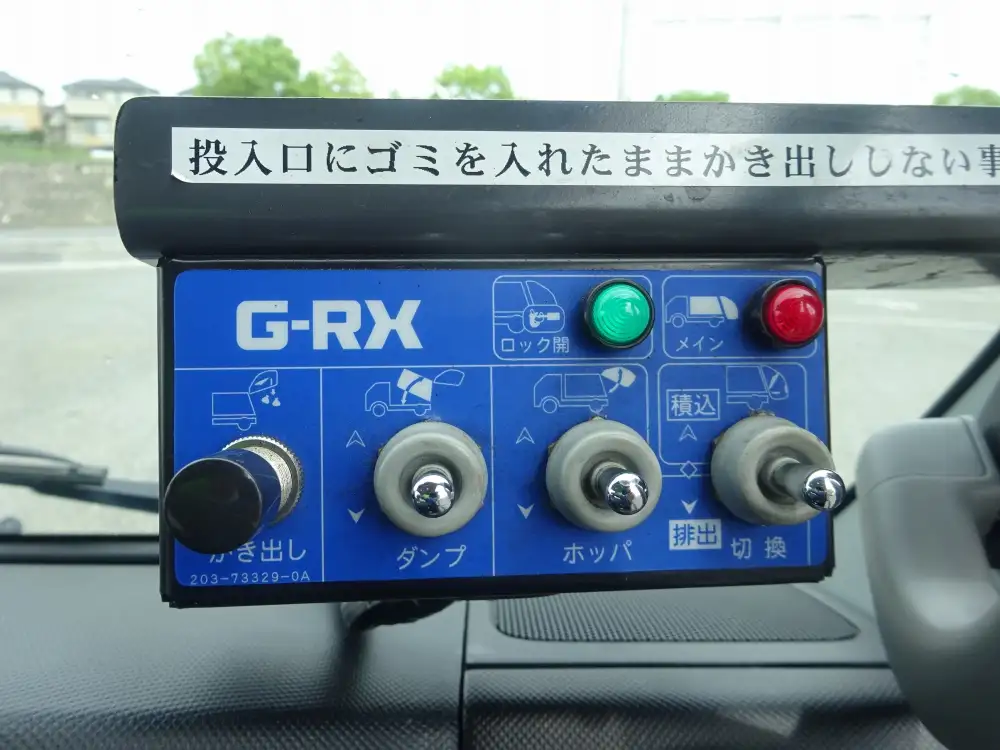 投入口にゴミを入れたままかき出ししない事
G-RX
ロック開
メイン
積込
かき出し
ダンプ
ホッパ
排出
切換
203-73329-0A